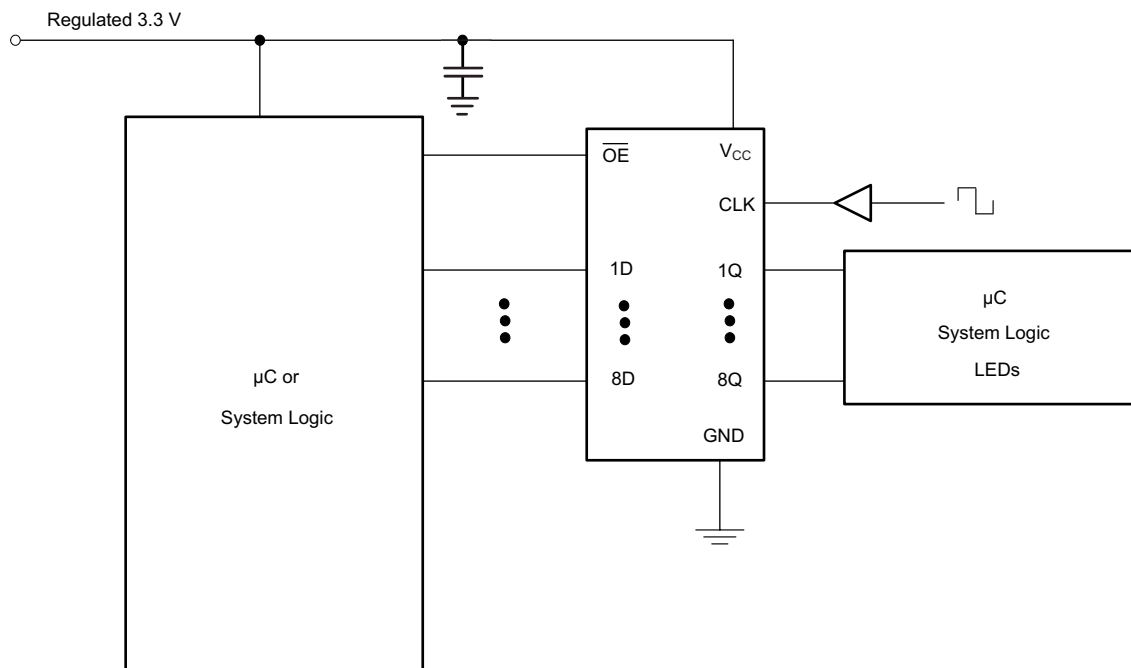 Regulated 3.3 V
OE
VCC
CLK
1D
1Q
8D
8Q
GND
µC or
System Logic
µC
System Logic
LEDs